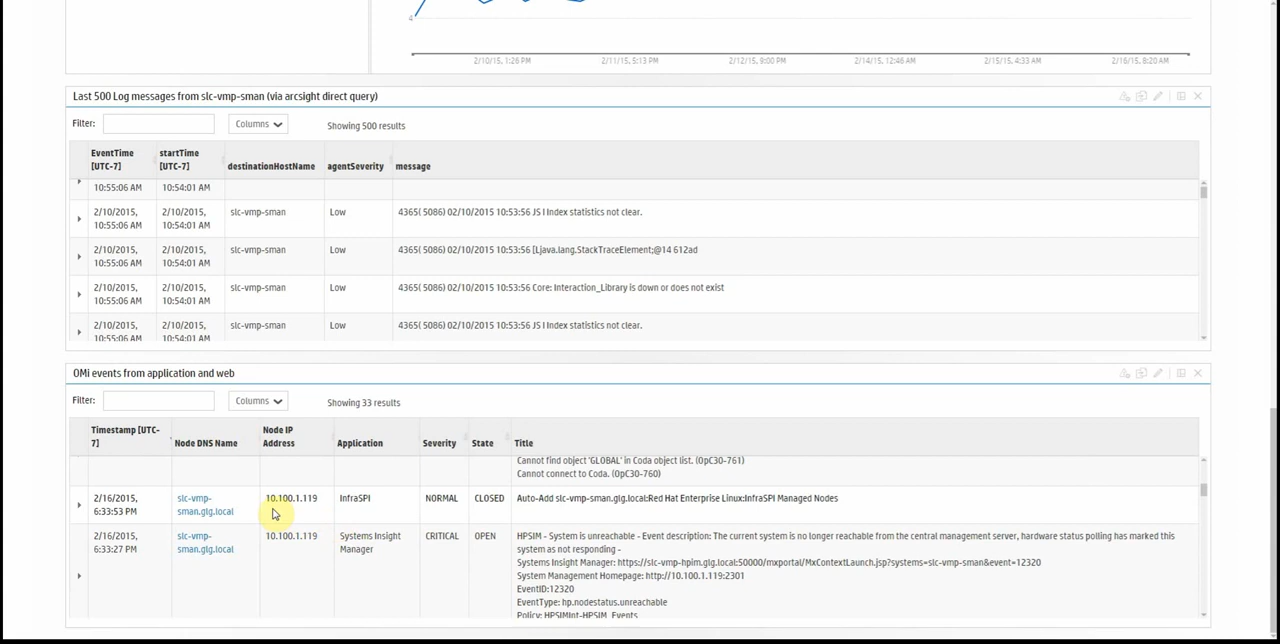 4
2/10/15, 1:26 PM 2/11/15, 5:13 PM 2/12/15, 9:00 PM 2/14/15, 12:46 AM 2/15/15, 4:33 AM 2/16/15, 8:20 AM
Last 500 Log messages from slc-vmp-sman (via arcsight direct query)
Filter: Columns Showing 500 results
EventTime [UTC-7] startTime [UTC-7] destinationHostName agentSeverity message
10:55:06 AM 10:54:01 AM
2/10/2015, 10:55:06 AM 2/10/2015, 10:54:01 AM slc-vmp-sman Low 4365( 5086) 02/10/2015 10:53:56 JS I Index statistics not clear.
2/10/2015, 10:55:06 AM 2/10/2015, 10:54:01 AM slc-vmp-sman Low 4365( 5086) 02/10/2015 10:53:56 [Ljava.lang.StackTraceElement;@14 612ad
2/10/2015, 10:55:06 AM 2/10/2015, 10:54:01 AM slc-vmp-sman Low 4365( 5086) 02/10/2015 10:53:56 Core: Interaction_Library is down or does not exist
2/10/2015, 10:55:06 AM 2/10/2015, 10:54:01 AM slc-vmp-sman Low 4365( 5086) 02/10/2015 10:53:56 JS I Index statistics not clear.
OMi events from application and web
Filter: Columns Showing 33 results
Timestamp [UTC-7] Node DNS Name Node IP Address Application Severity State Title
Cannot find object 'GLOBAL' in Coda object list. (OpC30-761)
Cannot connect to Coda. (OpC30-760)
2/16/2015, 6:33:53 PM slc-vmp-sman.glg.local 10.100.1.119 InfraSPI NORMAL CLOSED Auto-Add slc-vmp-sman.glg.local:Red Hat Enterprise Linux:InfraSPI Managed Nodes
2/16/2015, 6:33:27 PM slc-vmp-sman.glg.local 10.100.1.119 Systems Insight Manager CRITICAL OPEN HPSIM - System is unreachable - Event description: The current system is no longer reachable from the central management server, hardware status polling has marked this
system as not responding -
Systems Insight Manager: https://slc-vmp-hpim.glg.local:50000/mxportal/MxContextLaunch.jsp?systems=slc-vmp-sman&event=12320
System Management Homepage: http://10.100.1.119:2301
EventID:12320
EventType: hp.nodestatus.unreachable
Policy: HPSIMInt-HPSIM_Events